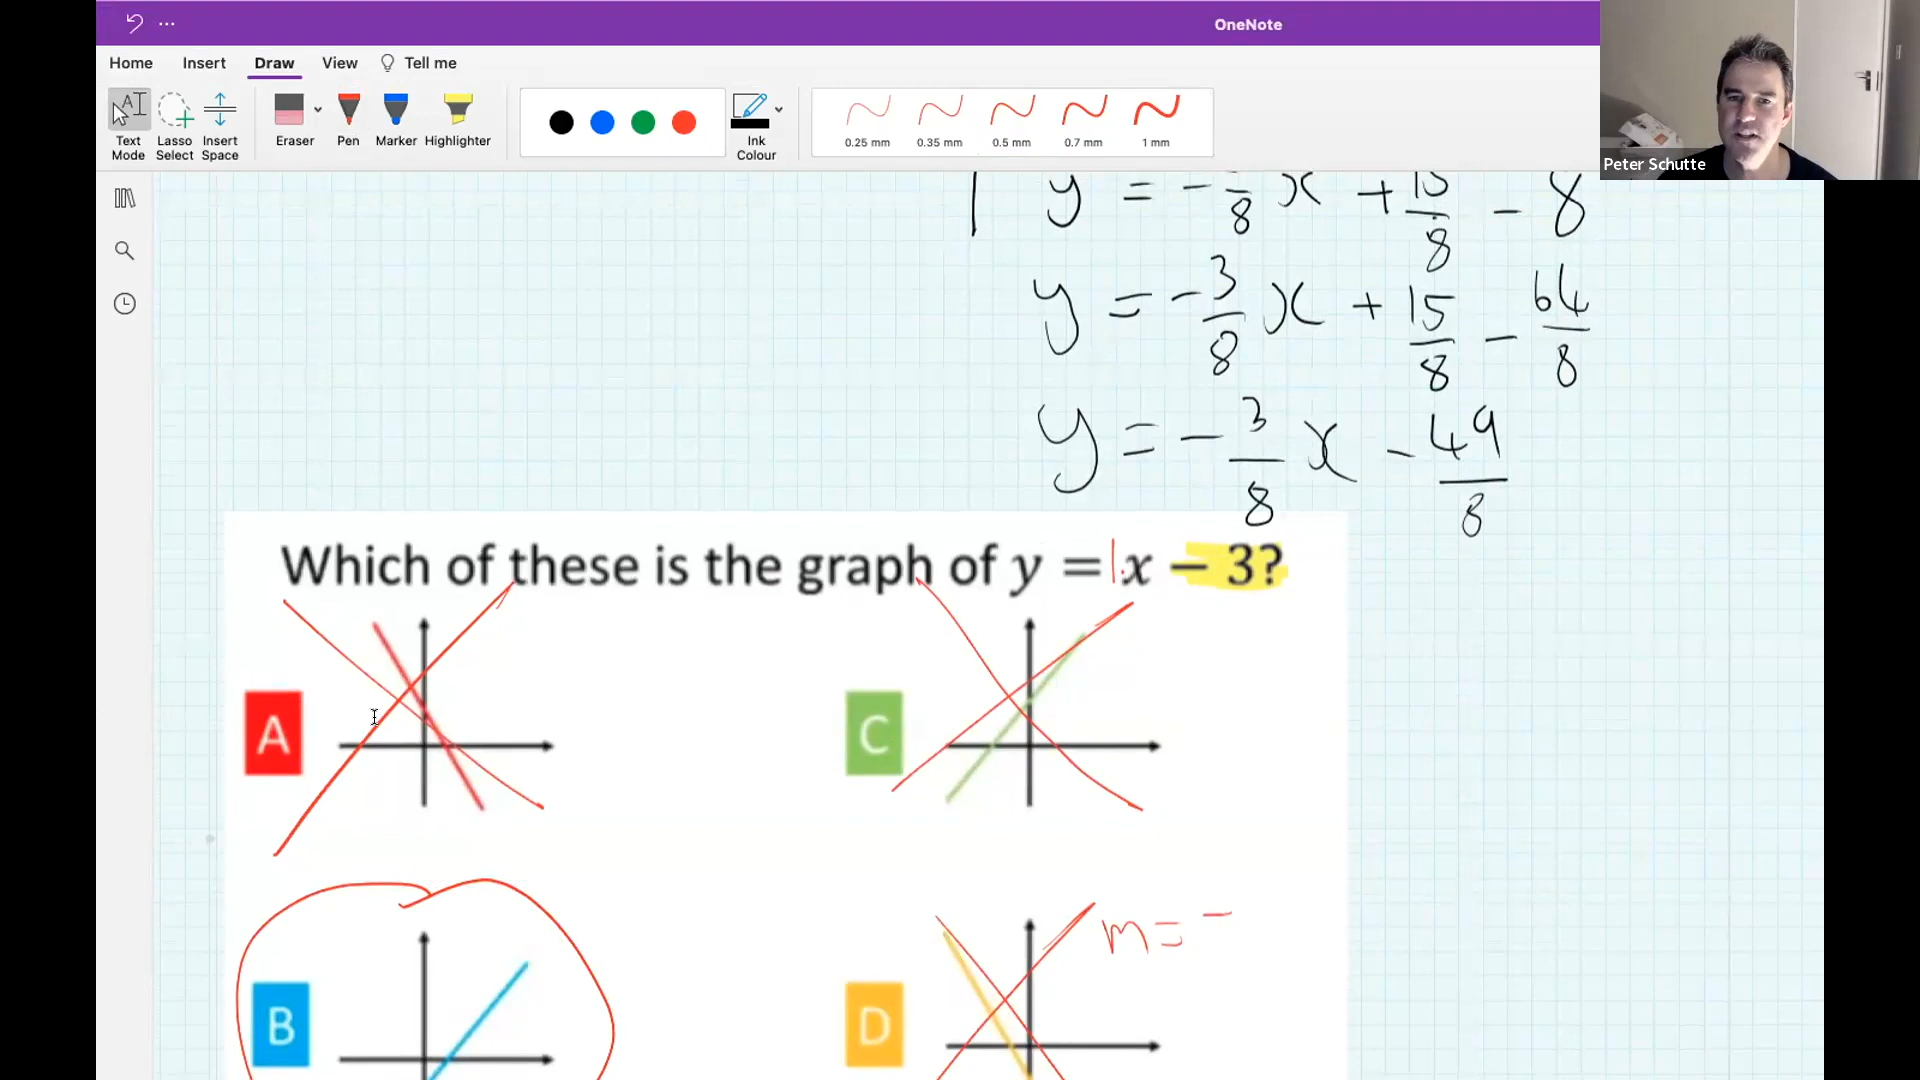 OneNote
Home Insert Draw View Tell me
Text Mode
Lasso Select
Insert Space
Eraser
Pen
Marker
Highlighter
Ink Colour
0.25 mm
0.35 mm
0.5 mm
0.7 mm
1 mm
Peter Schutte
y = -3/8 x + 15/8 - 64/8
y = -3/8 x - 49/8
Which of these is the graph of y = 1x − 3?
A
C
m = -
B
D